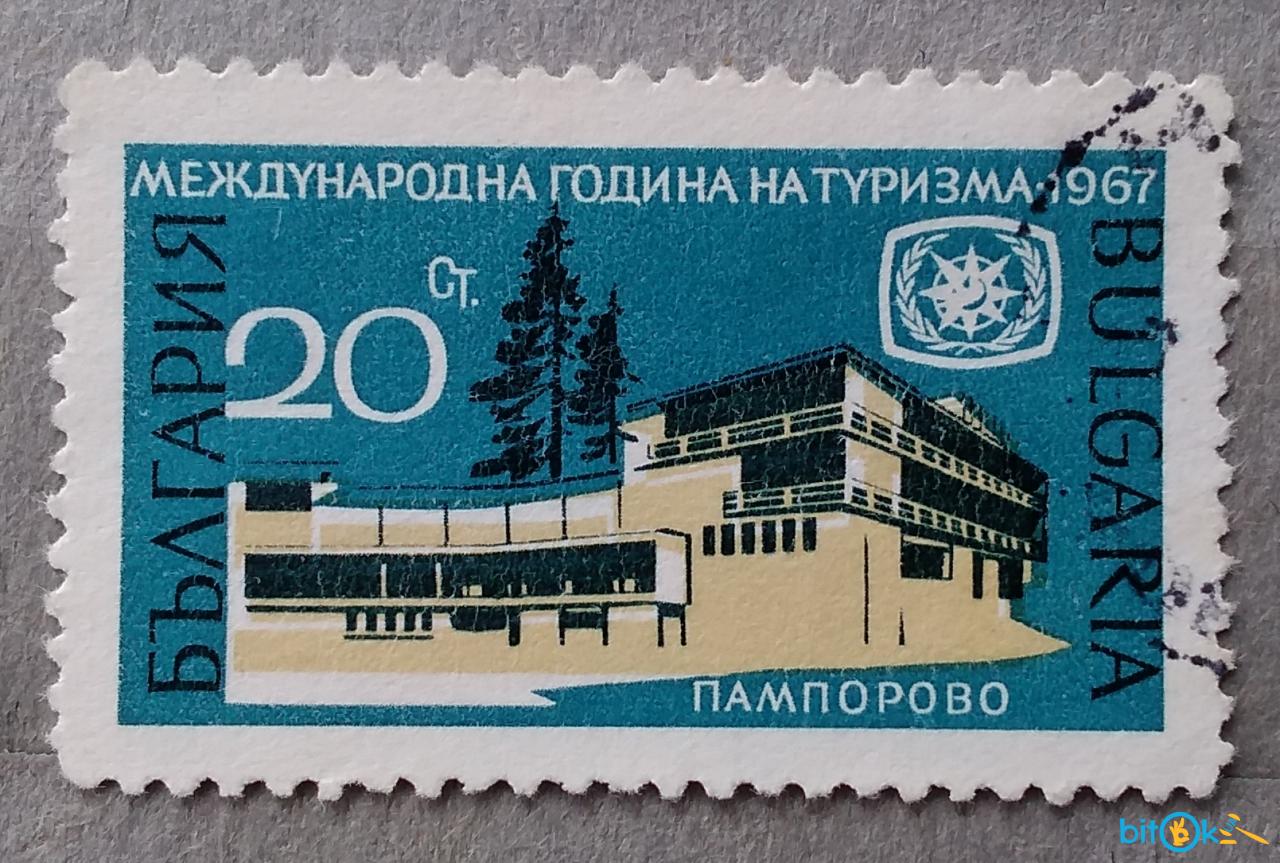 МЕЖДУНАРОДНА ГОДИНА НА ТУРИЗМА·1967
БЪЛГАРИЯ
20 СТ.
BULGARIA
ПАМПОРОВО
bitOk